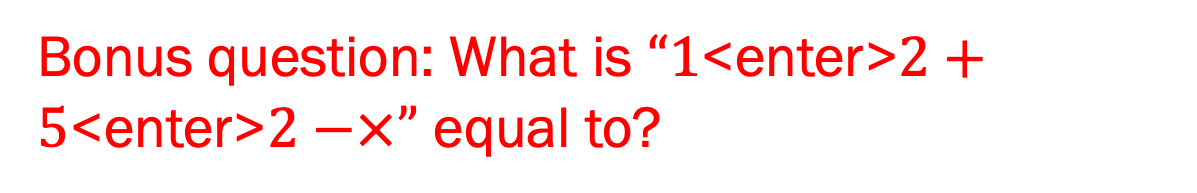 Bonus question: What is “1<enter>2 +
5<enter>2 −×” equal to?